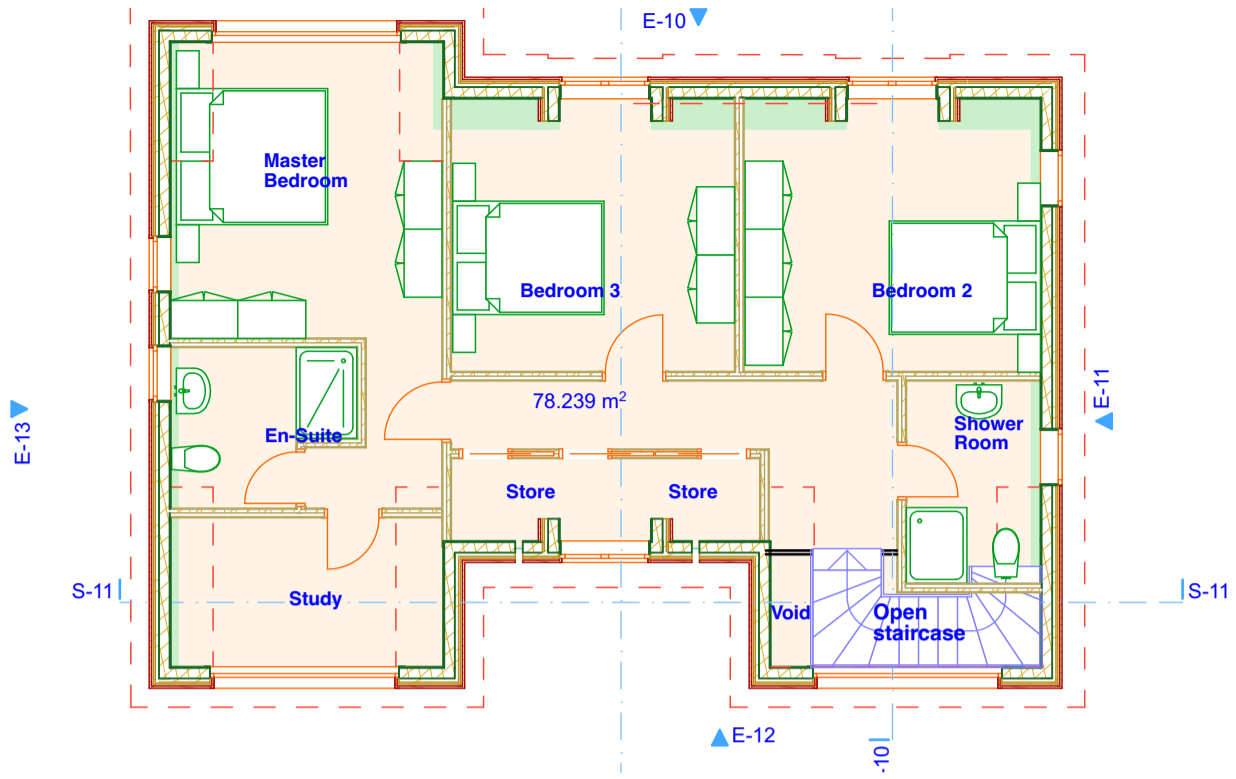 E-10
Master
Bedroom
Bedroom 3
Bedroom 2
78.239 m²
E-11
E-13
En-Suite
Shower
Room
Store
Store
S-11
S-11
Study
Void
Open
staircase
E-12
-10